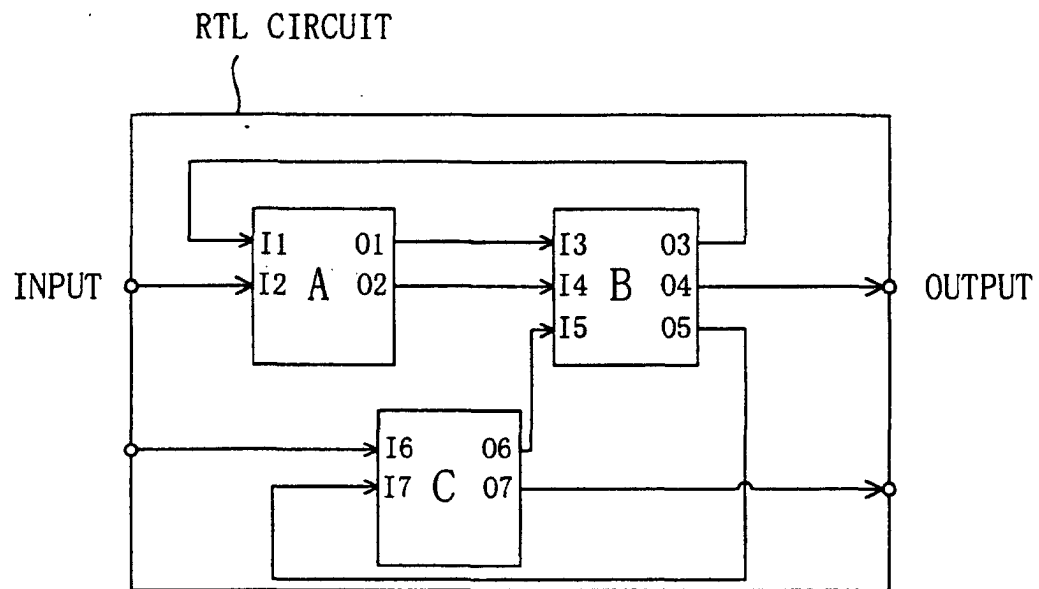 RTL CIRCUIT
INPUT
I1 O1
I2 A O2
I3 O3
I4 B O4
I5 O5
OUTPUT
I6 O6
I7 C O7